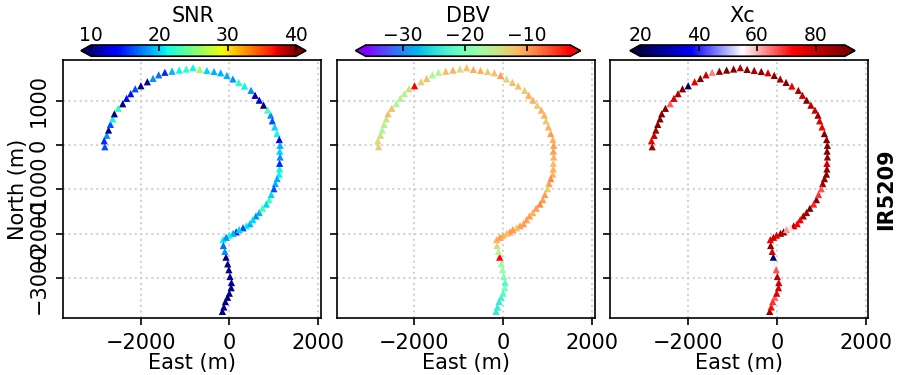 SNR
DBV
Xc
10 20 30 40
−30 −20 −10
20 40 60 80
North (m)
1000
0
−1000
−2000
−3000
−2000 0 2000
−2000 0 2000
−2000 0 2000
East (m)
East (m)
East (m)
IR5209